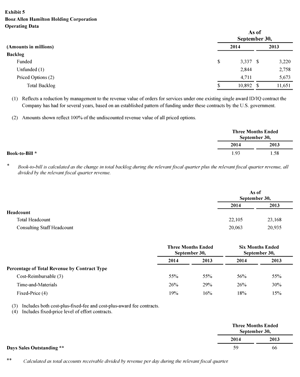 Exhibit 5
Booz Allen Hamilton Holding Corporation
Operating Data
As of
September 30,
(Amounts in millions) 2014 2013
Backlog
Funded $ 3,337 $ 3,220
Unfunded (1) 2,844 2,758
Priced Options (2) 4,711 5,673
Total Backlog $ 10,892 $ 11,651
(1) Reflects a reduction by management to the revenue value of orders for services under one existing single award ID/IQ contract the
Company has had for several years, based on an established pattern of funding under these contracts by the U.S. government.
(2) Amounts shown reflect 100% of the undiscounted revenue value of all priced options.
Three Months Ended
September 30,
2014 2013
Book-to-Bill * 1.93 1.58
* Book-to-bill is calculated as the change in total backlog during the relevant fiscal quarter plus the relevant fiscal quarter revenue, all
divided by the relevant fiscal quarter revenue.
As of
September 30,
2014 2013
Headcount
Total Headcount 22,105 23,168
Consulting Staff Headcount 20,063 20,935
Three Months Ended Six Months Ended
September 30, September 30,
2014 2013 2014 2013
Percentage of Total Revenue by Contract Type
Cost-Reimbursable (3) 55% 55% 56% 55%
Time-and-Materials 26% 29% 26% 30%
Fixed-Price (4) 19% 16% 18% 15%
(3) Includes both cost-plus-fixed-fee and cost-plus-award fee contracts.
(4) Includes fixed-price level of effort contracts.
Three Months Ended
September 30,
2014 2013
Days Sales Outstanding ** 59 66
** Calculated as total accounts receivable divided by revenue per day during the relevant fiscal quarter